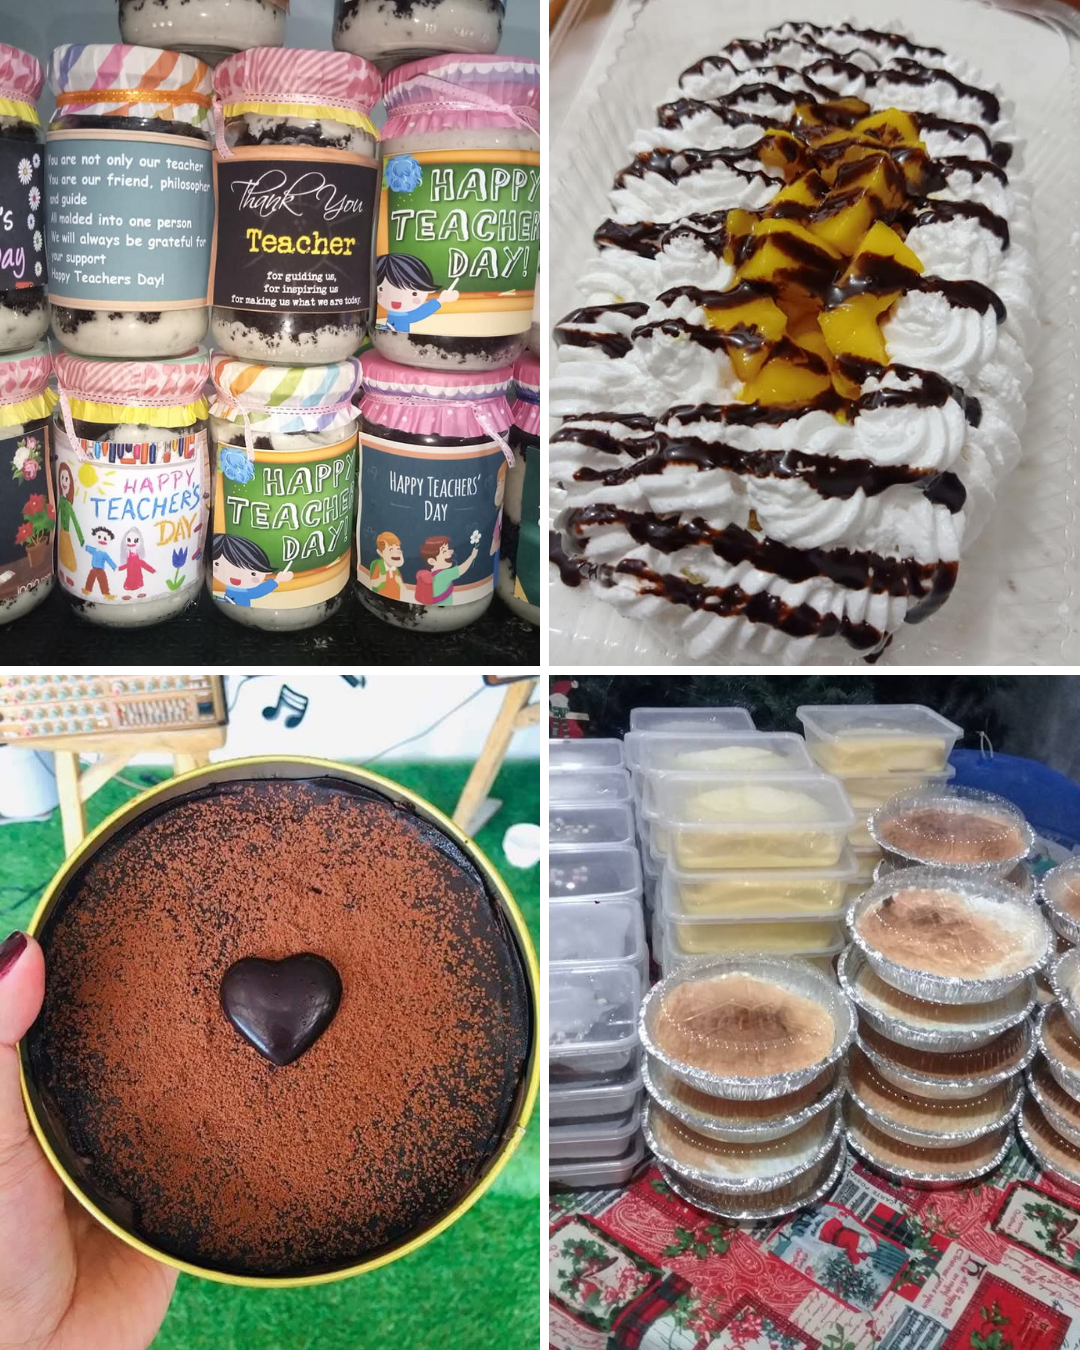 's
ay
You are not only our teacher
You are our friend, philosopher
and guide
All molded into one person
We will always be grateful for
your support
Happy Teachers Day!
Thank You
Teacher
for guiding us,
for inspiring us
for making us what we are today.
HAPPY
TEACHER
DAY!
HAPPY
TEACHER'S
DAY
HAPPY
TEACHE
DAY!
HAPPY TEACHERS'
DAY